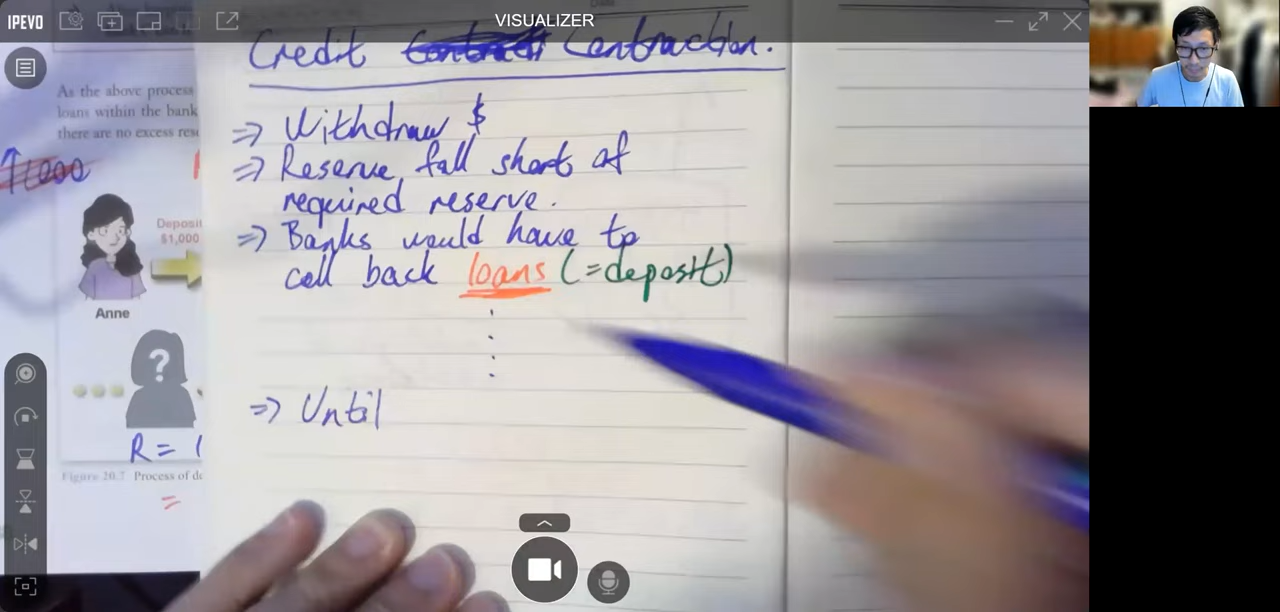 IPEVO
VISUALIZER
Credit Contraction.
As the above process
loans within the bank
there are no excess res
⇒ Withdraw $
⇒ Reserve fall short of
required reserve.
⇒ Banks would have to
call back loans (=deposit)
↑1000
Deposit
$1,000
Anne
?
⇒ Until
R = (
Figure 20.7 Process of de
=